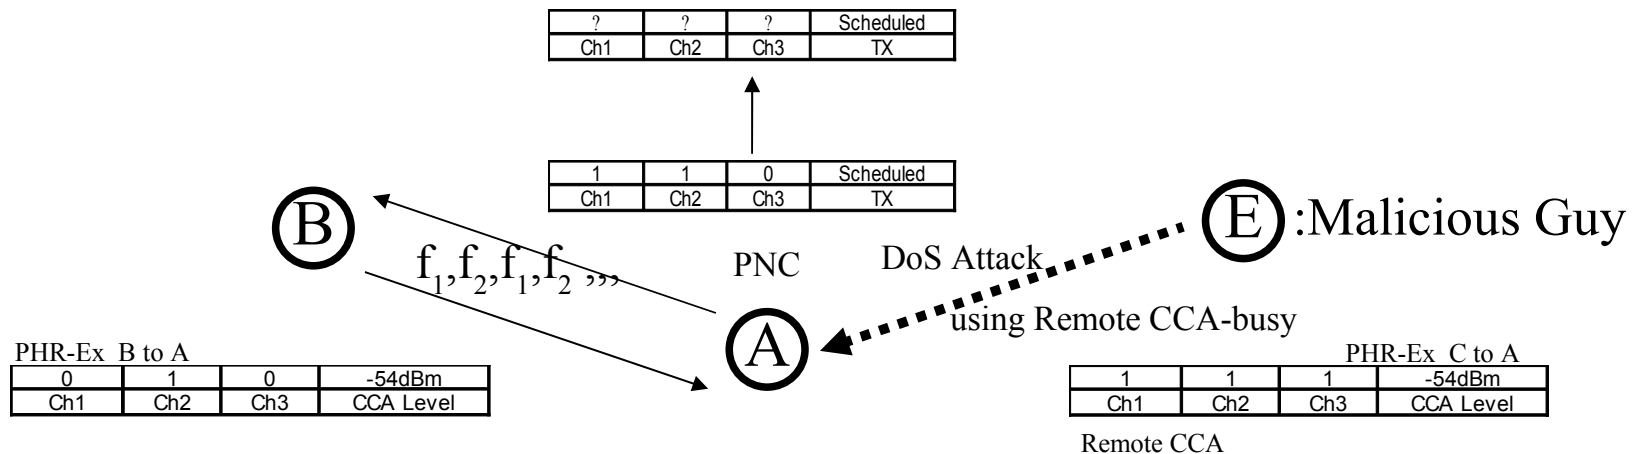 ? ? ? Scheduled
Ch1 Ch2 Ch3 TX
1 1 0 Scheduled
Ch1 Ch2 Ch3 TX
B
E :Malicious Guy
f1,f2,f1,f2 ,,,
PNC
DoS Attack
using Remote CCA-busy
A
PHR-Ex B to A
0 1 0 -54dBm
Ch1 Ch2 Ch3 CCA Level
PHR-Ex C to A
1 1 1 -54dBm
Ch1 Ch2 Ch3 CCA Level
Remote CCA